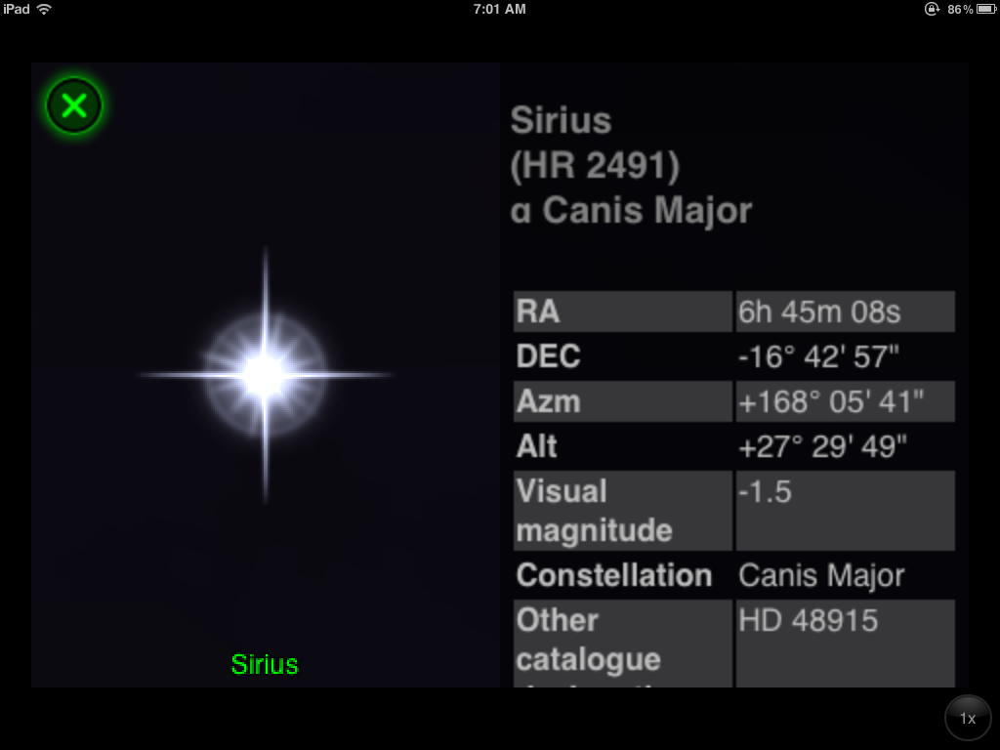 iPad 7:01 AM 86%
Sirius
(HR 2491)
α Canis Major
RA 6h 45m 08s
DEC -16° 42' 57"
Azm +168° 05' 41"
Alt +27° 29' 49"
Visual -1.5
magnitude
Constellation Canis Major
Other HD 48915
catalogue
Sirius
1x